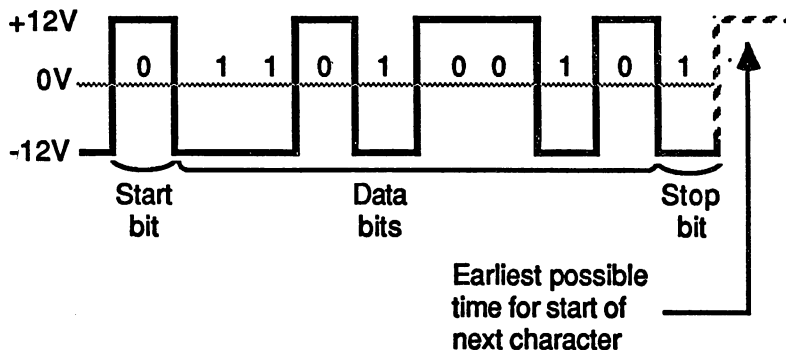 +12V
0 1 1 0 1 0 0 1 0 1
0V
-12V
Start
bit
Data
bits
Stop
bit
Earliest possible
time for start of
next character